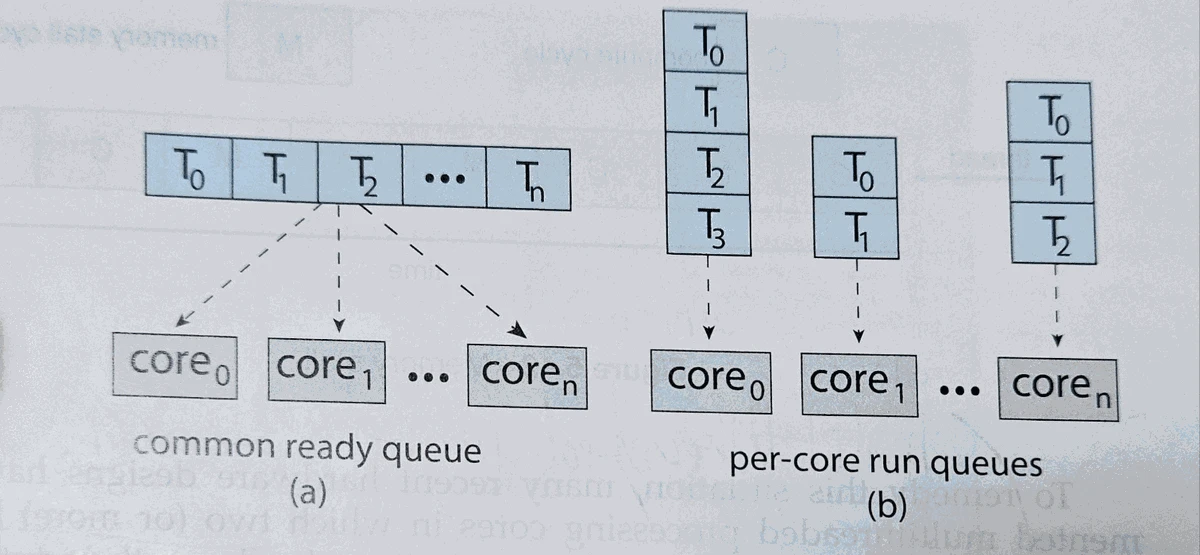 T0 T1 T2 ... Tn
core0 core1 ... coren
common ready queue
(a)
T0
T1
T2
T3
T0
T1
T0
T1
T2
core0 core1 ... coren
per-core run queues
(b)